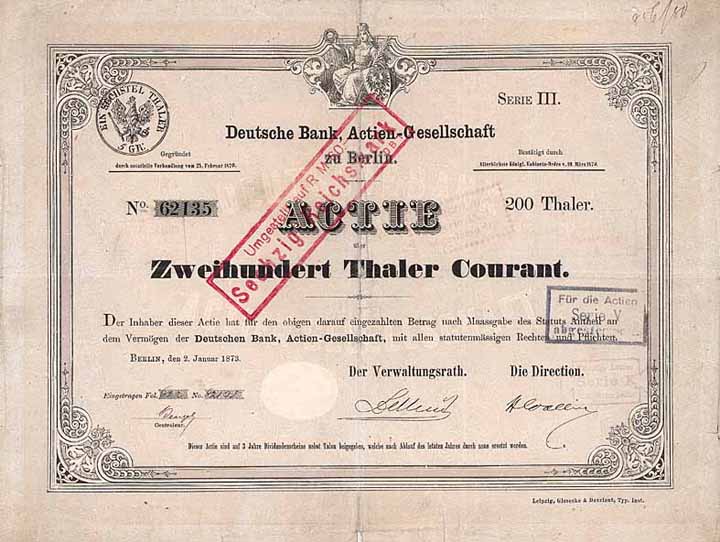 SERIE III.
EIN SECHSTEL THALER
5 GR.
Deutsche Bank, Actien-Gesellschaft
zu Berlin.
Gegründet
durch notarielle Verhandlung vom 25. Februar 1870.
Bestätigt durch
Allerhöchste Königl. Kabinets-Ordre v. 10. März 1870.
No. 62135
ACTIE
200 Thaler.
über
Zweihundert Thaler Courant.
Umgestellt auf R.M. 60
Sechzig Reichsmark
Für die Actien
Serie V
abgestempelt
Der Inhaber dieser Actie hat für den obigen darauf eingezahlten Betrag nach Maassgabe des Statuts Antheil an
dem Vermögen der Deutschen Bank, Actien-Gesellschaft, mit allen statutenmässigen Rechten und Pflichten.
BERLIN, den 2. Januar 1873.
Der Verwaltungsrath.
Die Direction.
Eingetragen Fol. No.
Controleur.
Dieser Actie sind auf 3 Jahre Dividendenscheine nebst Talon beigegeben, welche nach Ablauf des letzten Jahres durch neue ersetzt werden.
Leipzig, Giesecke & Devrient, Typ. Inst.